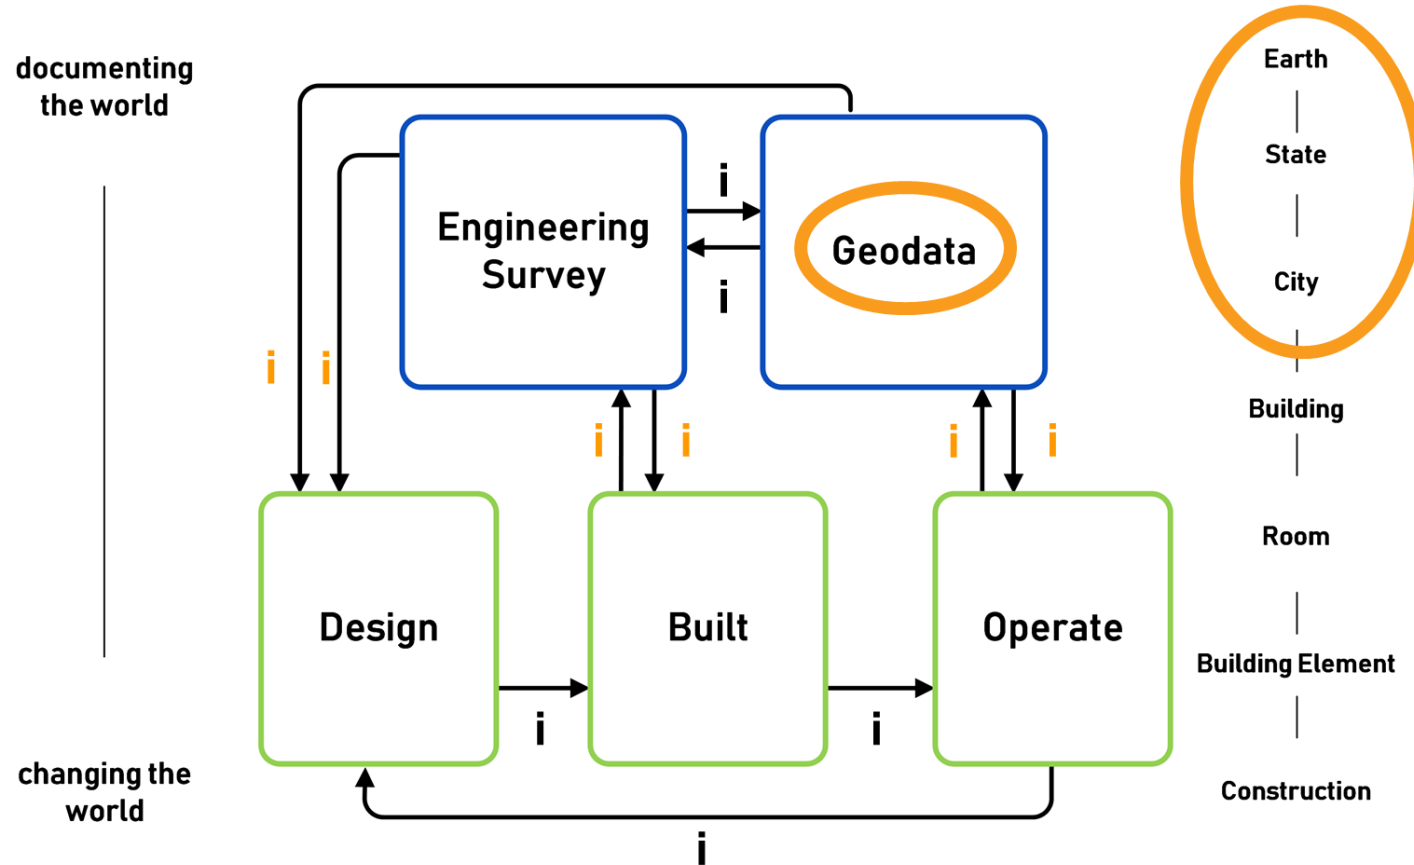 documenting
the world
changing the
world
Engineering
Survey
Geodata
i
i
i
i
i
i
i
i
Design
Built
Operate
i
i
i
Earth
State
City
Building
Room
Building Element
Construction